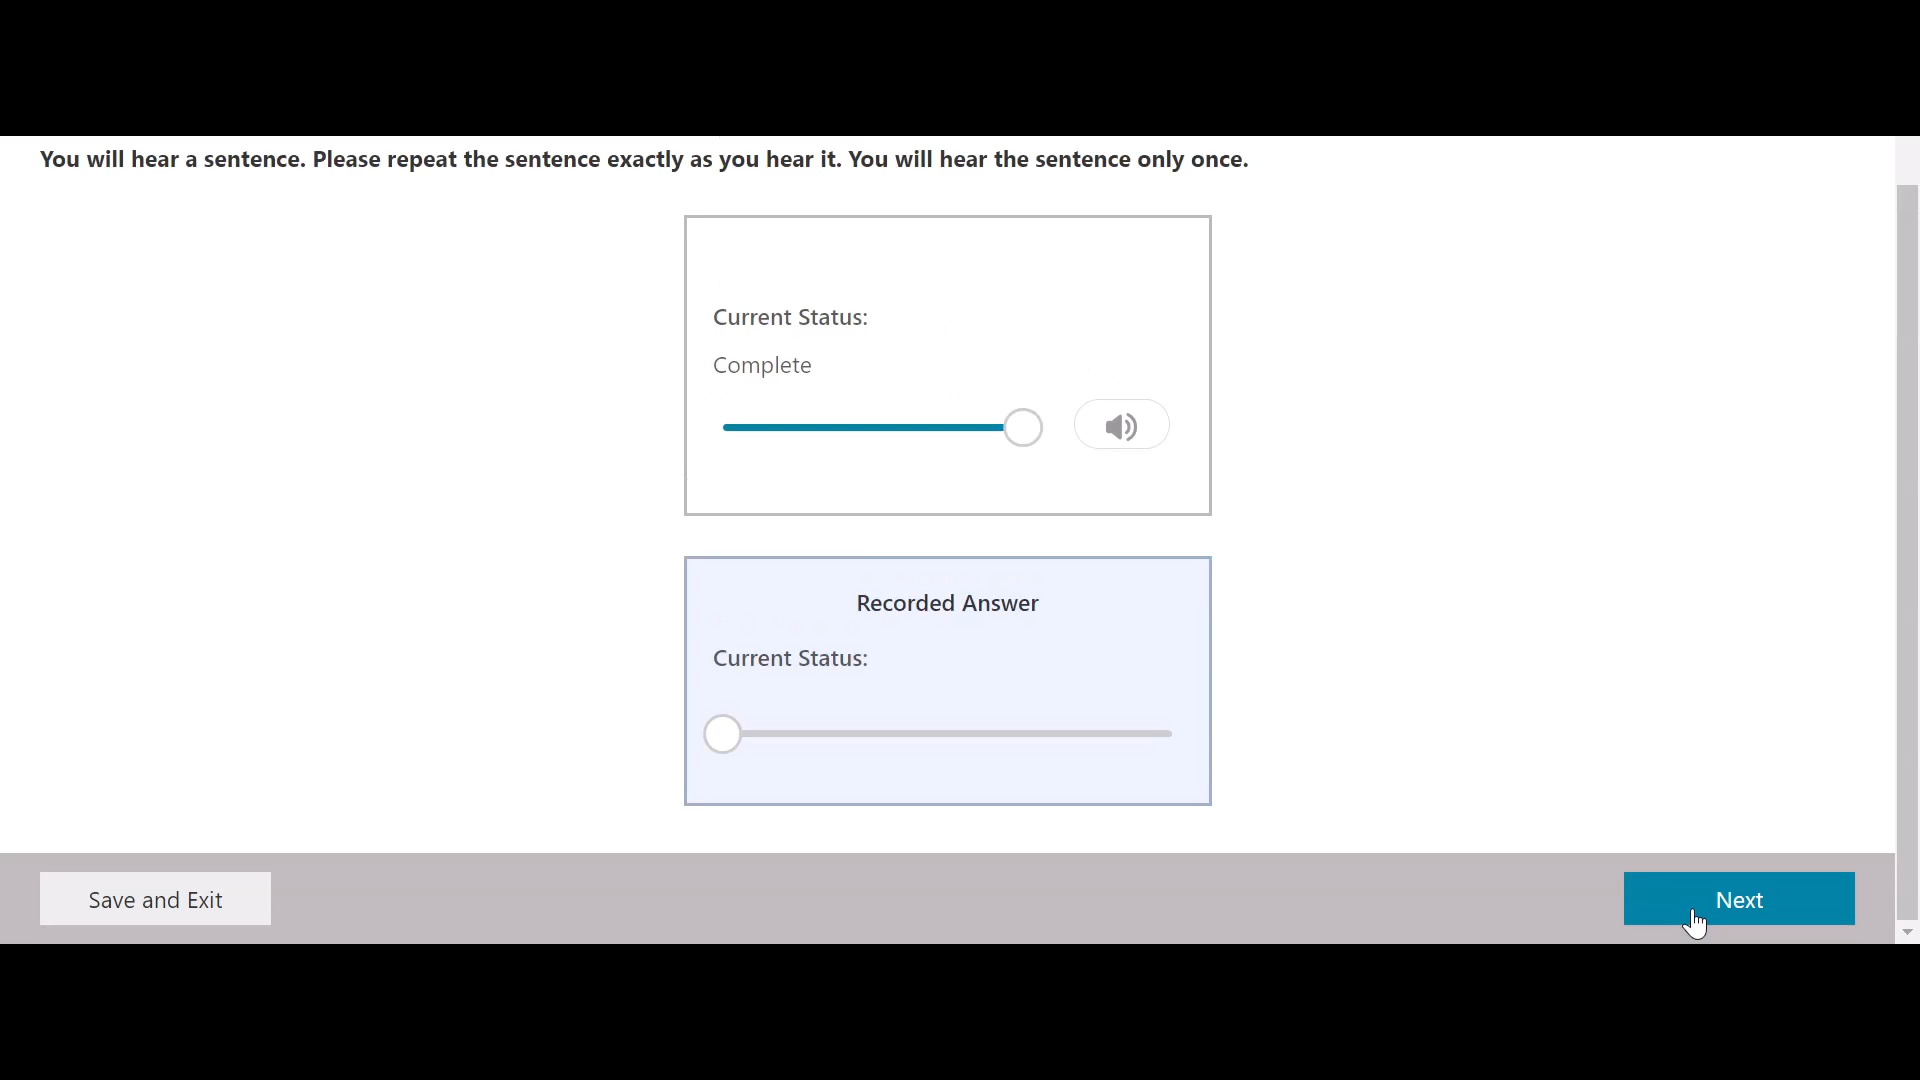 You will hear a sentence. Please repeat the sentence exactly as you hear it. You will hear the sentence only once.
Current Status:
Complete
Recorded Answer
Current Status:
Save and Exit
Next